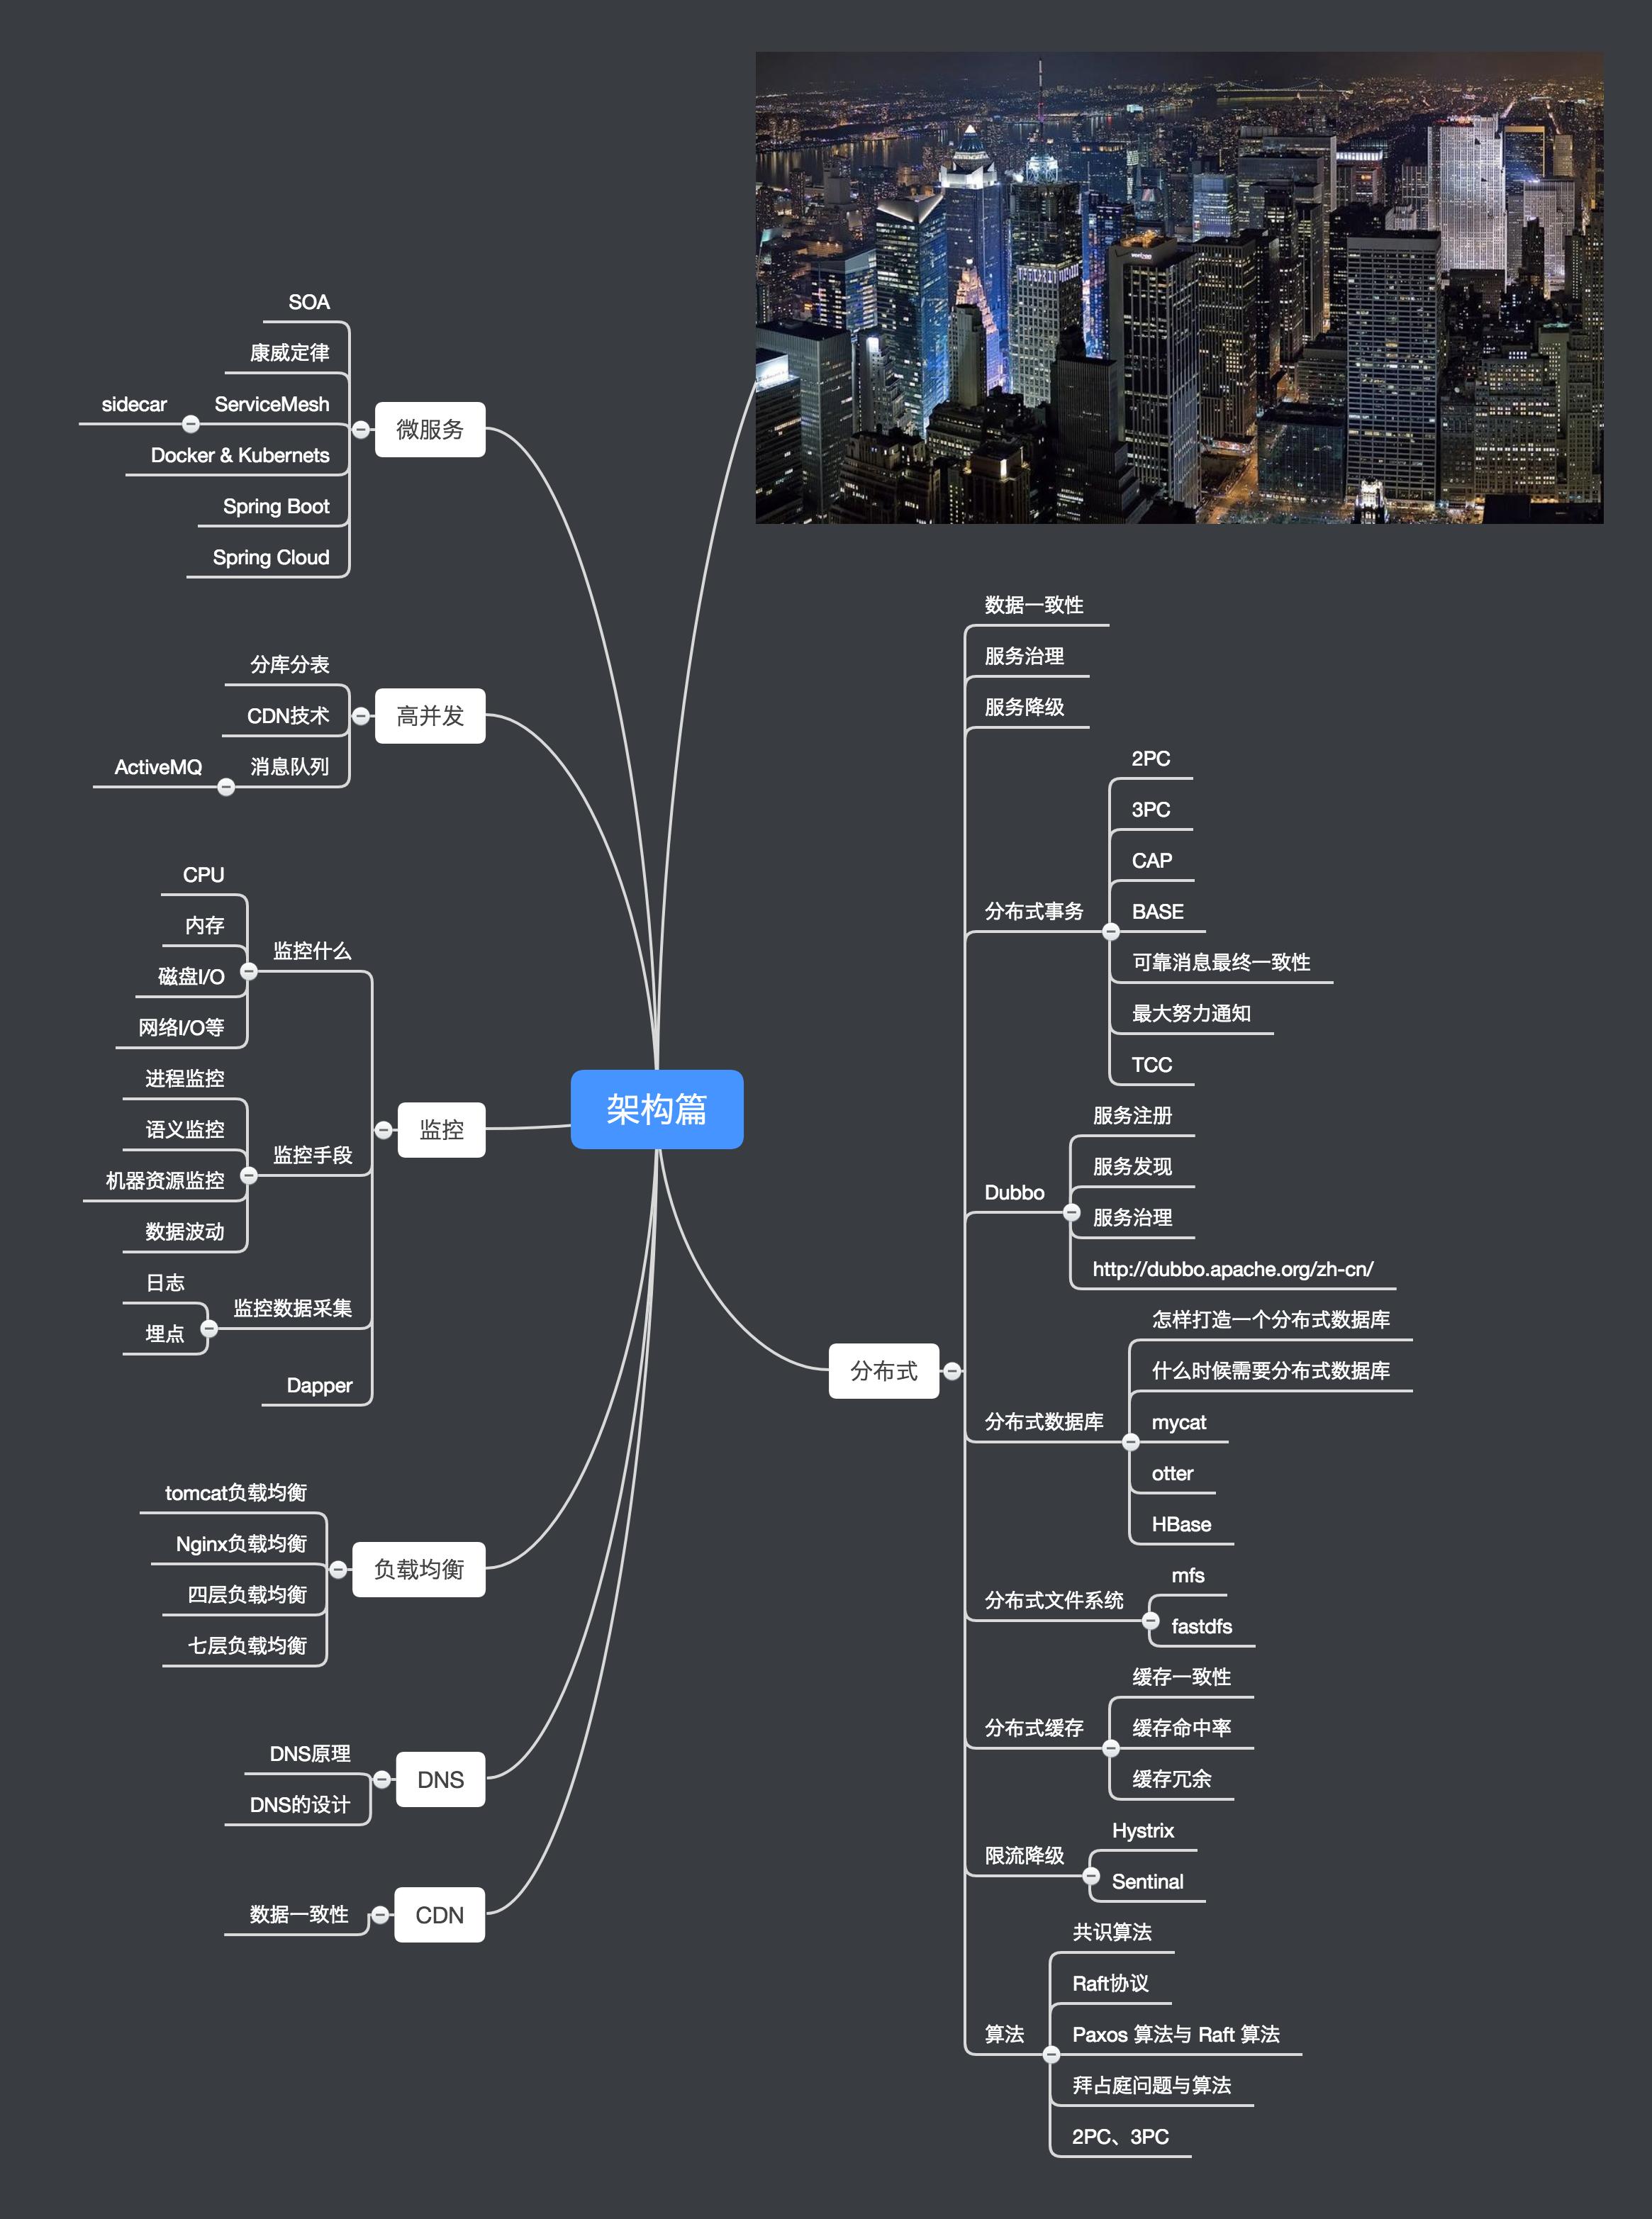 架构篇
微服务
SOA
康威定律
ServiceMesh
sidecar
Docker & Kubernets
Spring Boot
Spring Cloud
高并发
分库分表
CDN技术
消息队列
ActiveMQ
监控
监控什么
CPU
内存
磁盘I/O
网络I/O等
监控手段
进程监控
语义监控
机器资源监控
数据波动
监控数据采集
日志
埋点
Dapper
负载均衡
tomcat负载均衡
Nginx负载均衡
四层负载均衡
七层负载均衡
DNS
DNS原理
DNS的设计
CDN
数据一致性
分布式
数据一致性
服务治理
服务降级
分布式事务
2PC
3PC
CAP
BASE
可靠消息最终一致性
最大努力通知
TCC
Dubbo
服务注册
服务发现
服务治理
http://dubbo.apache.org/zh-cn/
分布式数据库
怎样打造一个分布式数据库
什么时候需要分布式数据库
mycat
otter
HBase
分布式文件系统
mfs
fastdfs
分布式缓存
缓存一致性
缓存命中率
缓存冗余
限流降级
Hystrix
Sentinal
算法
共识算法
Raft协议
Paxos 算法与 Raft 算法
拜占庭问题与算法
2PC、3PC